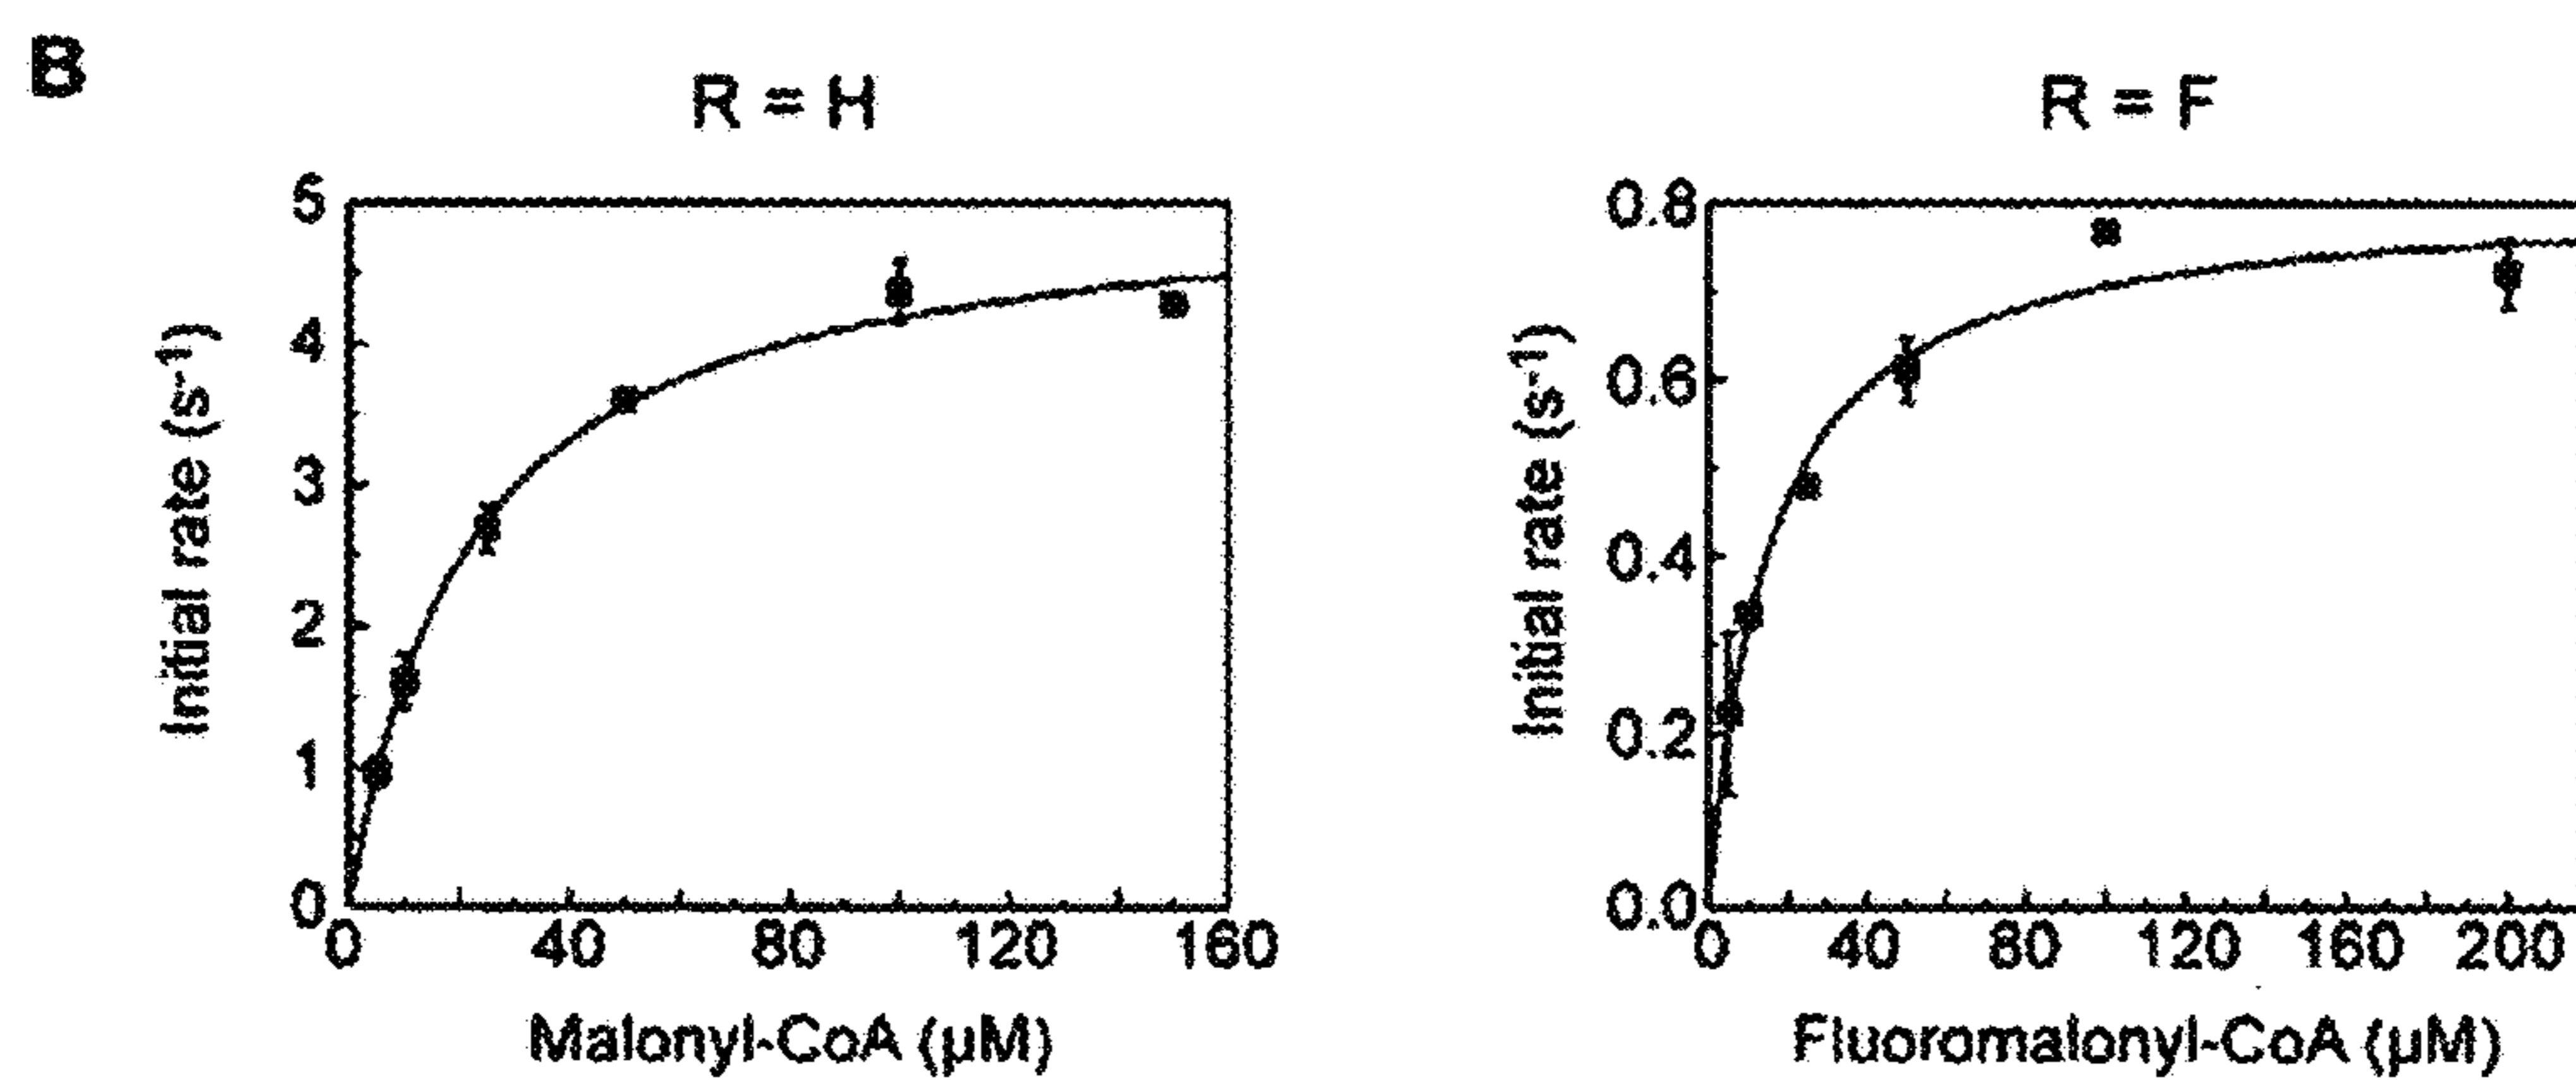 B
R = H
R = F
Initial rate (s⁻¹)
5
4
3
2
1
0
0 40 80 120 160
Malonyl-CoA (µM)
Initial rate (s⁻¹)
0.8
0.6
0.4
0.2
0.0
0 40 80 120 160 200
Fluoromalonyl-CoA (µM)